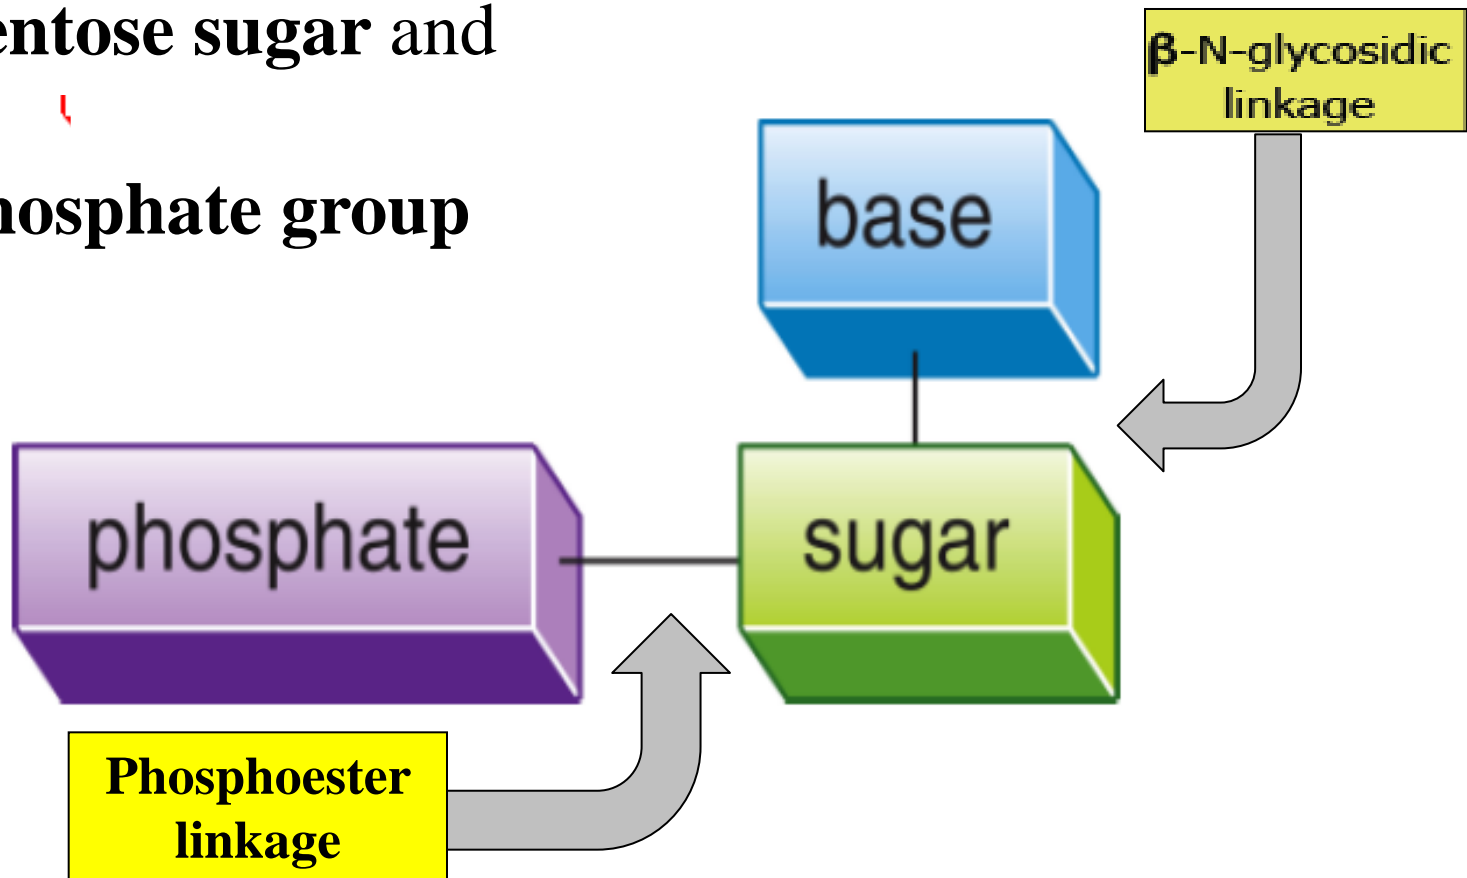 entose sugar and
hosphate group
β-N-glycosidic
linkage
base
phosphate
sugar
Phosphoester
linkage